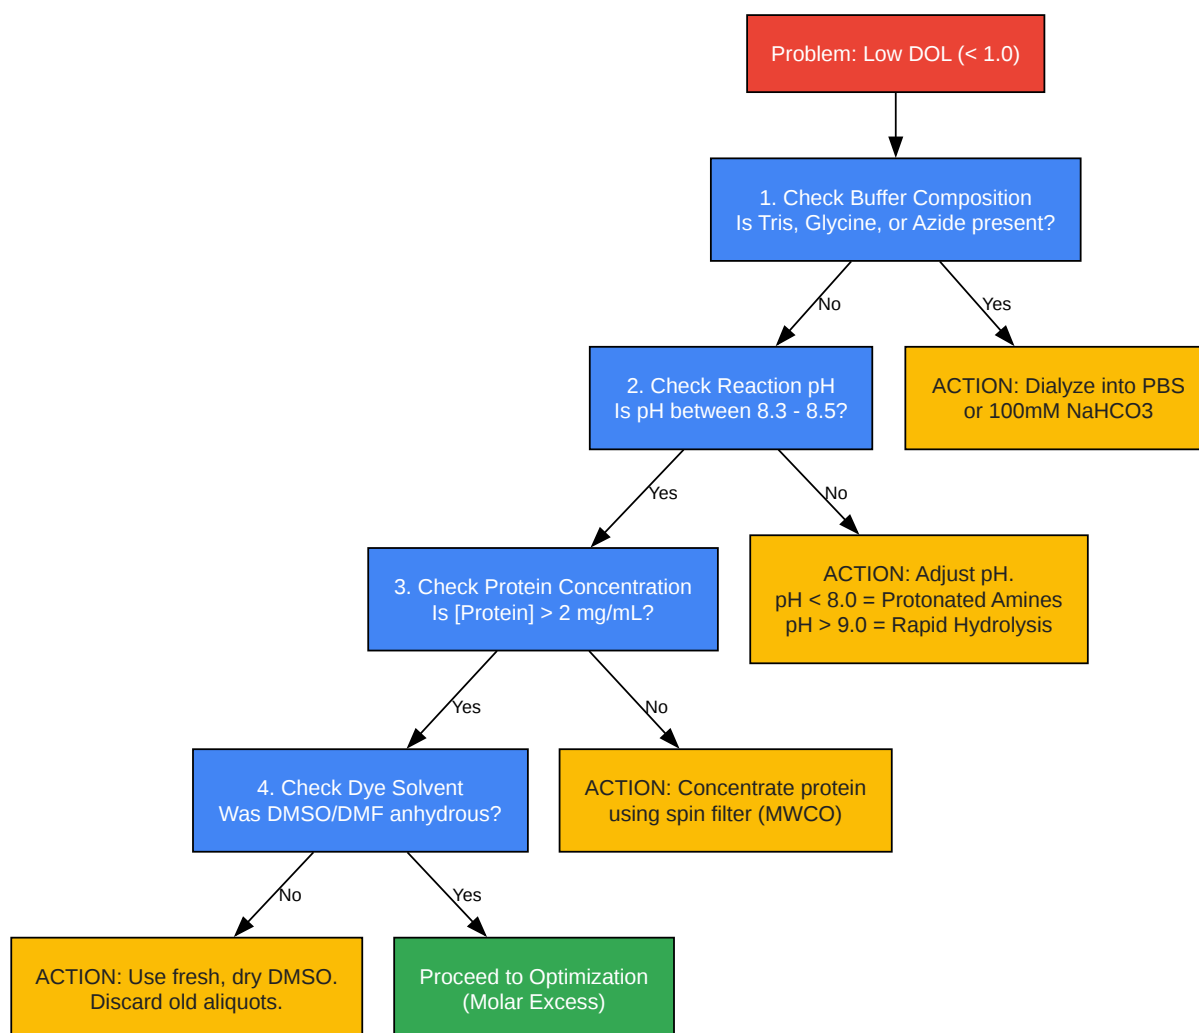 Problem: Low DOL (< 1.0)
1. Check Buffer Composition
Is Tris, Glycine, or Azide present?
No
Yes
2. Check Reaction pH
Is pH between 8.3 - 8.5?
ACTION: Dialyze into PBS
or 100mM NaHCO3
Yes
No
3. Check Protein Concentration
Is [Protein] > 2 mg/mL?
ACTION: Adjust pH.
pH < 8.0 = Protonated Amines
pH > 9.0 = Rapid Hydrolysis
Yes
No
4. Check Dye Solvent
Was DMSO/DMF anhydrous?
ACTION: Concentrate protein
using spin filter (MWCO)
No
Yes
ACTION: Use fresh, dry DMSO.
Discard old aliquots.
Proceed to Optimization
(Molar Excess)